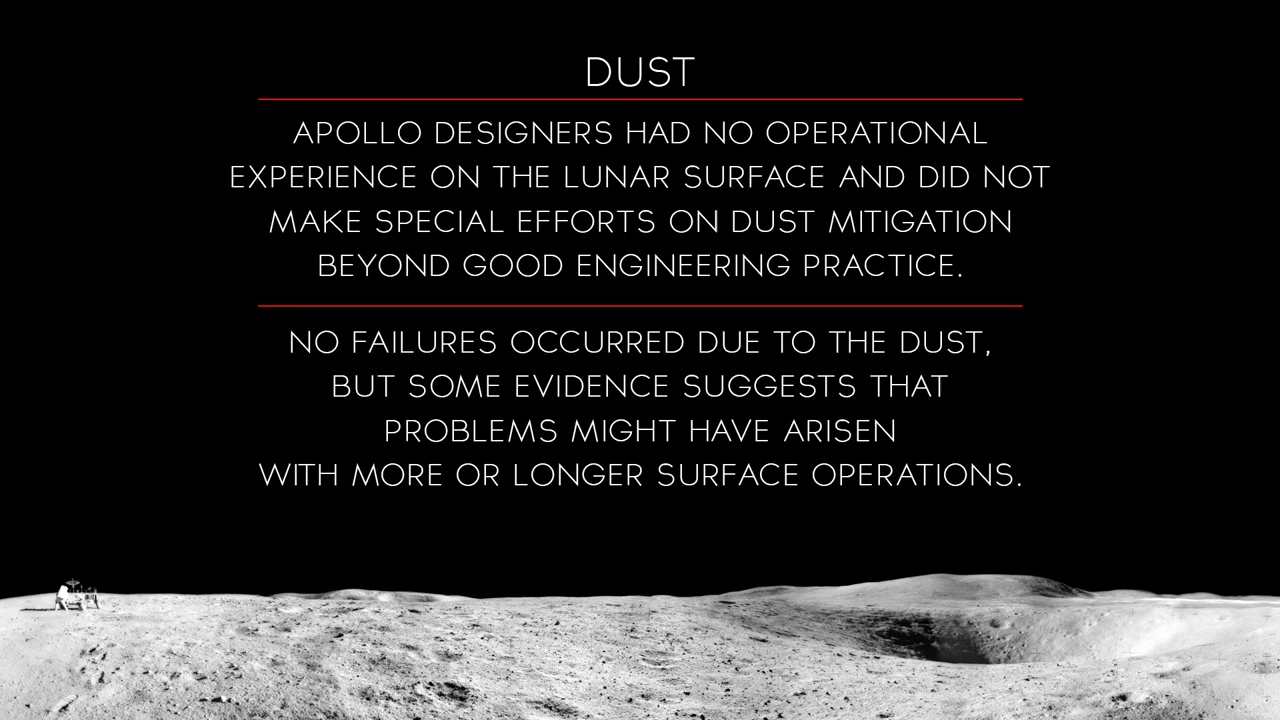 DUST
APOLLO DESIGNERS HAD NO OPERATIONAL
EXPERIENCE ON THE LUNAR SURFACE AND DID NOT
MAKE SPECIAL EFFORTS ON DUST MITIGATION
BEYOND GOOD ENGINEERING PRACTICE.
NO FAILURES OCCURRED DUE TO THE DUST,
BUT SOME EVIDENCE SUGGESTS THAT
PROBLEMS MIGHT HAVE ARISEN
WITH MORE OR LONGER SURFACE OPERATIONS.